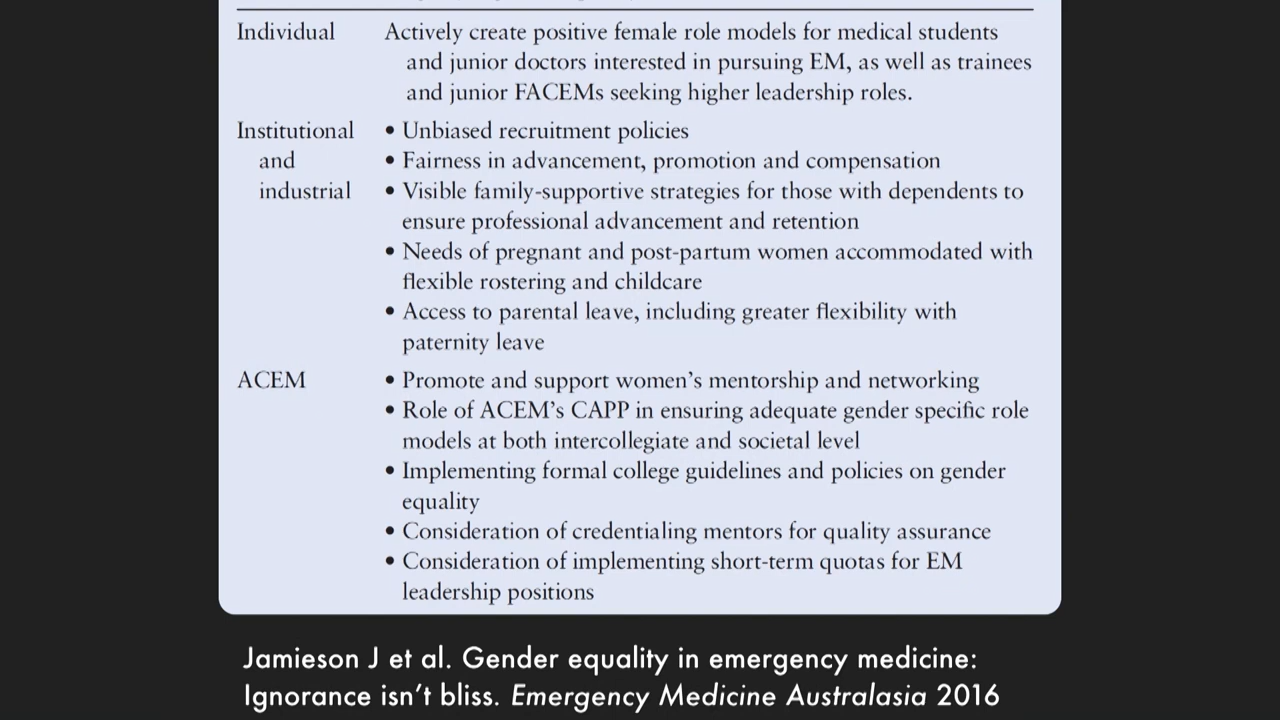 Individual Actively create positive female role models for medical students
and junior doctors interested in pursuing EM, as well as trainees
and junior FACEMs seeking higher leadership roles.
Institutional • Unbiased recruitment policies
and • Fairness in advancement, promotion and compensation
industrial • Visible family-supportive strategies for those with dependents to
ensure professional advancement and retention
• Needs of pregnant and post-partum women accommodated with
flexible rostering and childcare
• Access to parental leave, including greater flexibility with
paternity leave
ACEM • Promote and support women's mentorship and networking
• Role of ACEM's CAPP in ensuring adequate gender specific role
models at both intercollegiate and societal level
• Implementing formal college guidelines and policies on gender
equality
• Consideration of credentialing mentors for quality assurance
• Consideration of implementing short-term quotas for EM
leadership positions
Jamieson J et al. Gender equality in emergency medicine:
Ignorance isn't bliss. Emergency Medicine Australasia 2016